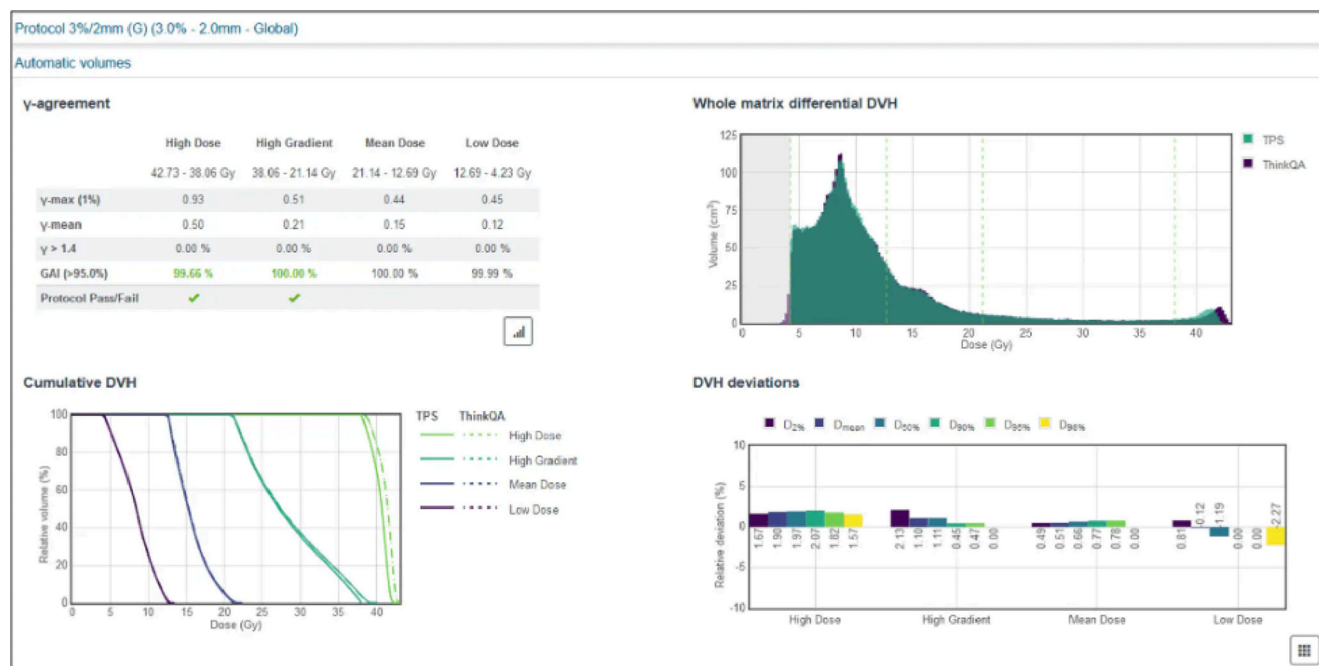 Protocol 3%/2mm (G) (3.0% - 2.0mm - Global)
Automatic volumes
γ-agreement
High Dose High Gradient Mean Dose Low Dose
42.73 - 38.06 Gy 38.06 - 21.14 Gy 21.14 - 12.69 Gy 12.69 - 4.23 Gy
γ-max (1%) 0.93 0.51 0.44 0.45
γ-mean 0.50 0.21 0.15 0.12
γ > 1.4 0.00 % 0.00 % 0.00 % 0.00 %
GAI (>95.0%) 99.66 % 100.00 % 100.00 % 99.99 %
Protocol Pass/Fail ✔ ✔
Whole matrix differential DVH
125
100
75
50
25
0
Volume (cm³)
0 5 10 15 20 25 30 35 40
Dose (Gy)
TPS
ThinkQA
Cumulative DVH
100
80
60
40
20
0
Relative volume (%)
0 5 10 15 20 25 30 35 40
Dose (Gy)
TPS ThinkQA
High Dose
High Gradient
Mean Dose
Low Dose
DVH deviations
D2% Dmean D50% D90% D95% D98%
10
5
0
-5
-10
Relative deviation (%)
1.67 1.90 1.97 2.07 1.82 1.57
2.13 1.10 1.11 0.45 0.47 0.00
0.49 0.51 0.66 0.77 0.78 0.00
0.81 -0.12 -1.19 0.00 0.00 -2.27
High Dose High Gradient Mean Dose Low Dose